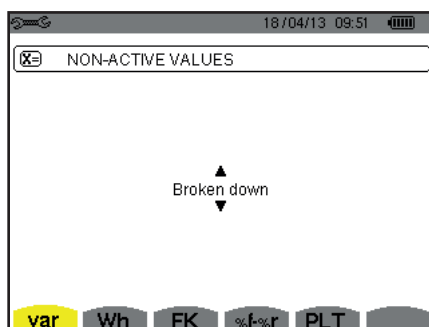 18/04/13 09:51
X= NON-ACTIVE VALUES
Broken down
var Wh FK %f-%r PLT